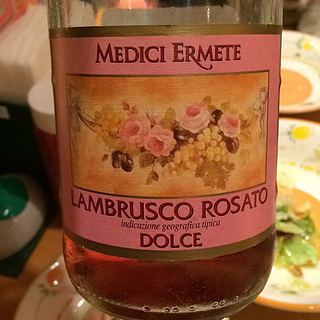 MEDICI ERMETE
LAMBRUSCO ROSATO
indicazione geografica tipica
DOLCE